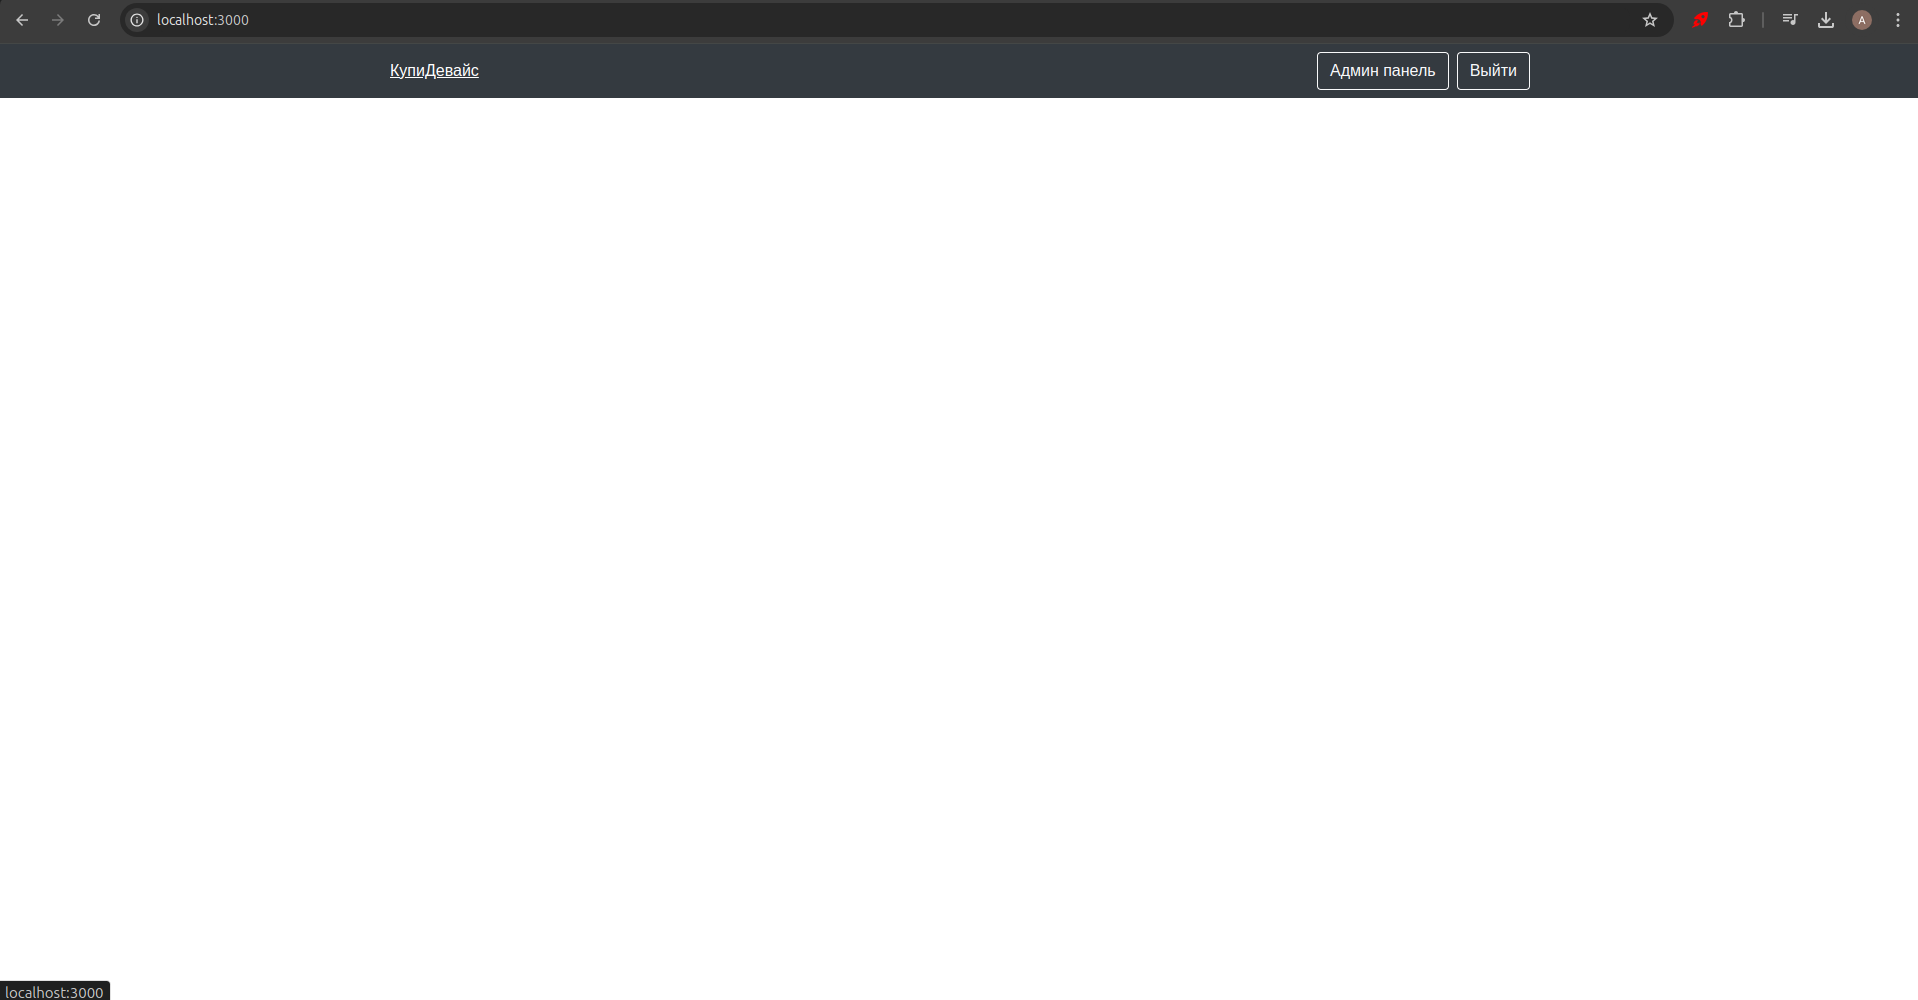 localhost:3000
A
КупиДевайс
Админ панель
Выйти
localhost:3000